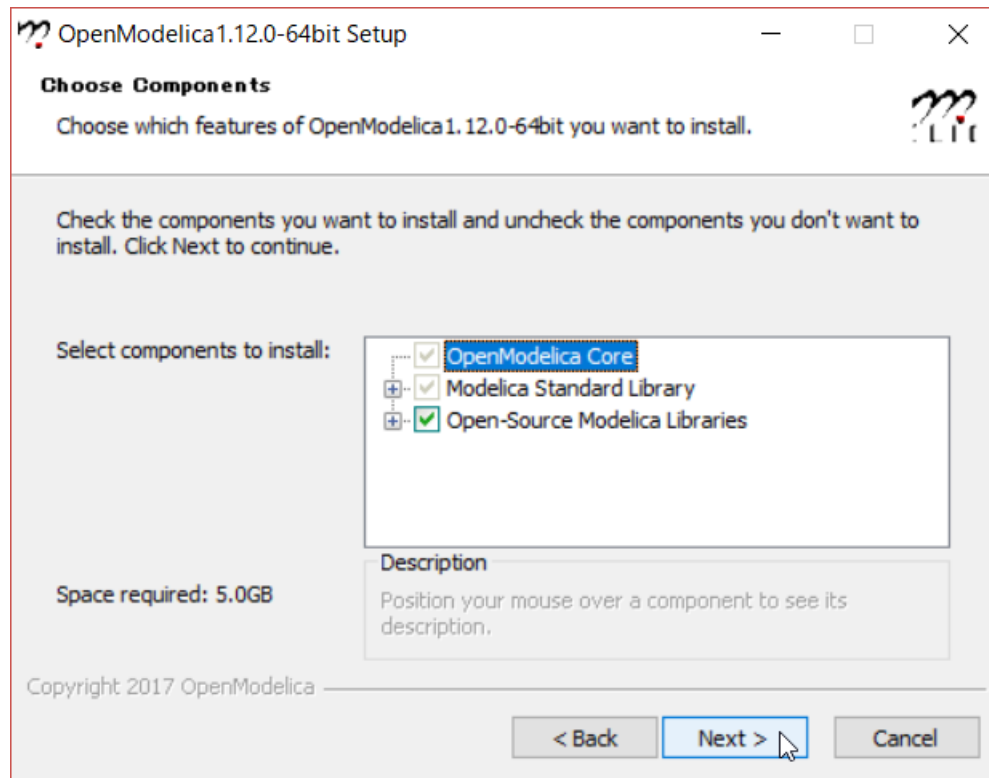 OpenModelica1.12.0-64bit Setup
Choose Components
Choose which features of OpenModelica1.12.0-64bit you want to install.
Check the components you want to install and uncheck the components you don't want to
install. Click Next to continue.
Select components to install:
OpenModelica Core
Modelica Standard Library
Open-Source Modelica Libraries
Space required: 5.0GB
Description
Position your mouse over a component to see its
description.
Copyright 2017 OpenModelica
< Back
Next >
Cancel